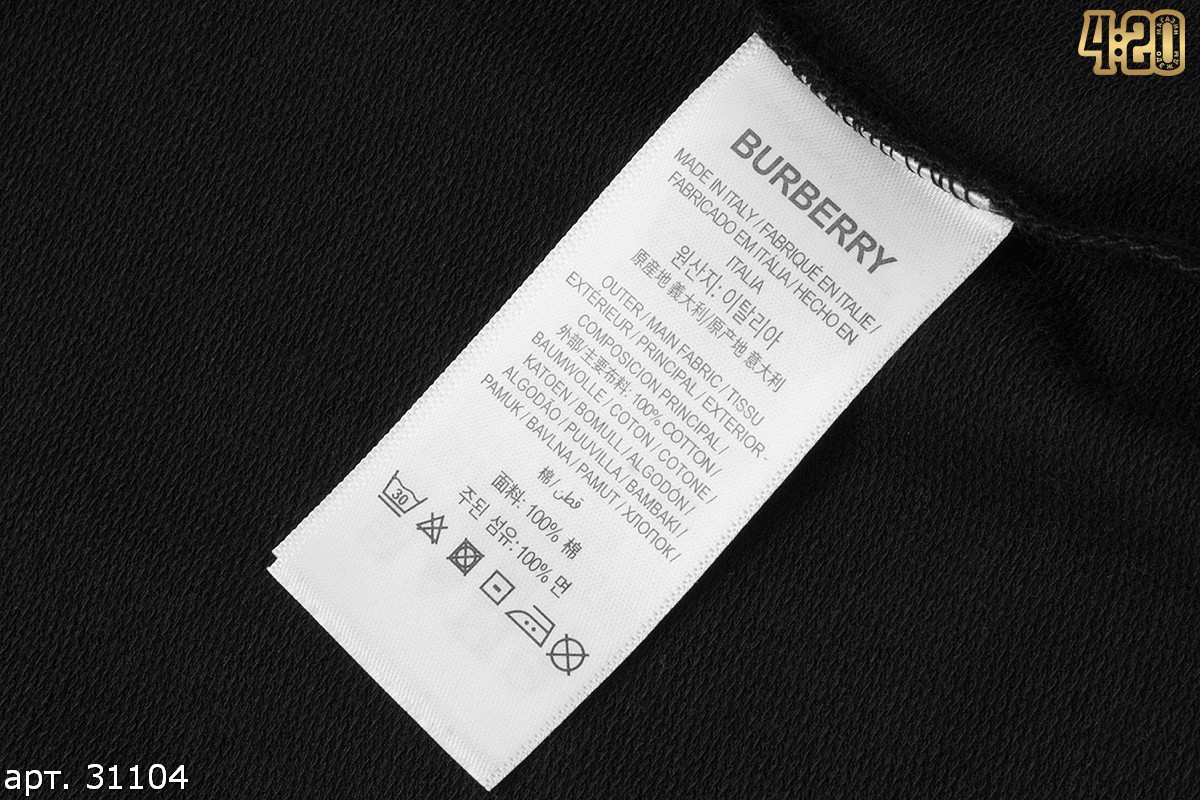 4:20
BURBERRY
MADE IN ITALY / FABRIQUÉ EN ITALIE /
FABRICADO EM ITÁLIA / HECHO EN
ITALIA
원산지: 이탈리아
原産地 義大利/原产地 意大利
OUTER / MAIN FABRIC / TISSU
EXTÉRIEUR / PRINCIPAL / EXTERIOR -
COMPOSICION PRINCIPAL /
外部/主要布料: 100% COTTON /
BAUMWOLLE / COTON / COTONE /
KATOEN / BOMULL / ALGODÓN /
ALGODÃO / PUUVILLA / BAMBAKI /
PAMUK / BAVLNA / PAMUT / ХЛОПОК /
棉 / قطن
面料: 100% 棉
주된 섬유: 100% 면
30
арт. 31104